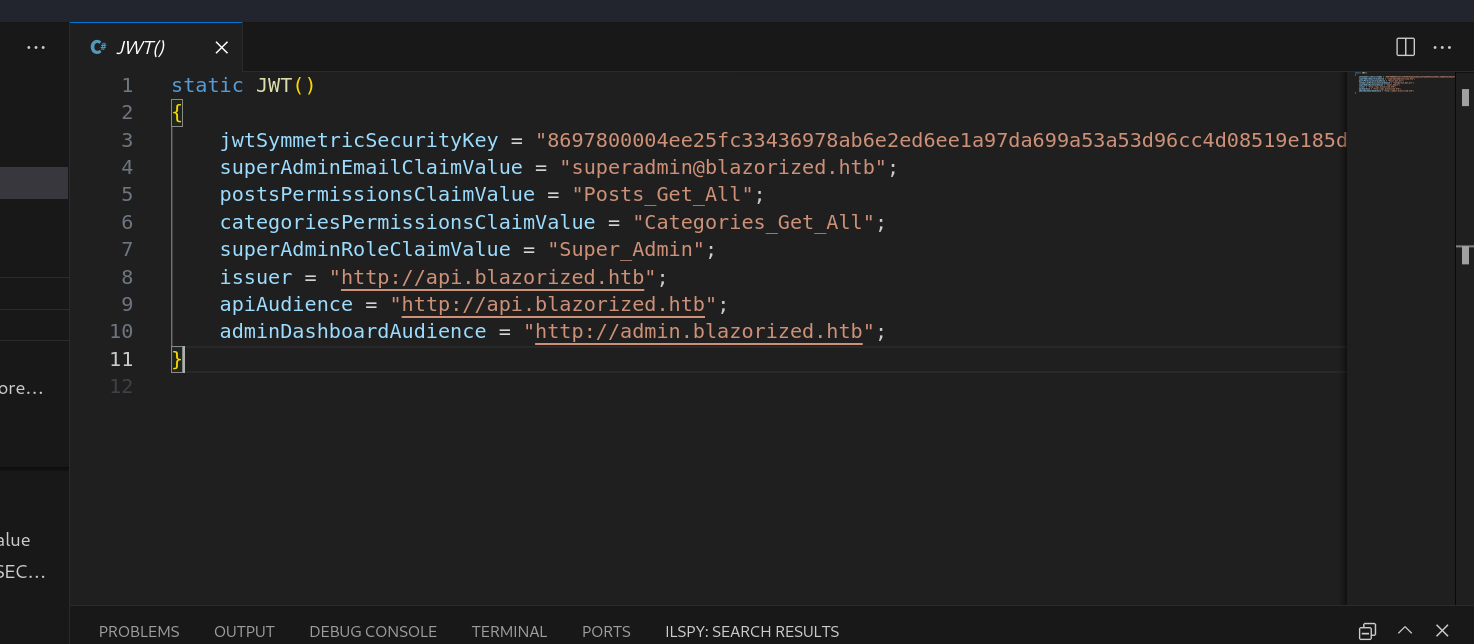 JWT()
1 static JWT()
2 {
3 jwtSymmetricSecurityKey = "8697800004ee25fc33436978ab6e2ed6ee1a97da699a53a53d96cc4d08519e185d
4 superAdminEmailClaimValue = "superadmin@blazorized.htb";
5 postsPermissionsClaimValue = "Posts_Get_All";
6 categoriesPermissionsClaimValue = "Categories_Get_All";
7 superAdminRoleClaimValue = "Super_Admin";
8 issuer = "http://api.blazorized.htb";
9 apiAudience = "http://api.blazorized.htb";
10 adminDashboardAudience = "http://admin.blazorized.htb";
11 }
12
ore...
alue
SEC...
PROBLEMS OUTPUT DEBUG CONSOLE TERMINAL PORTS ILSPY: SEARCH RESULTS